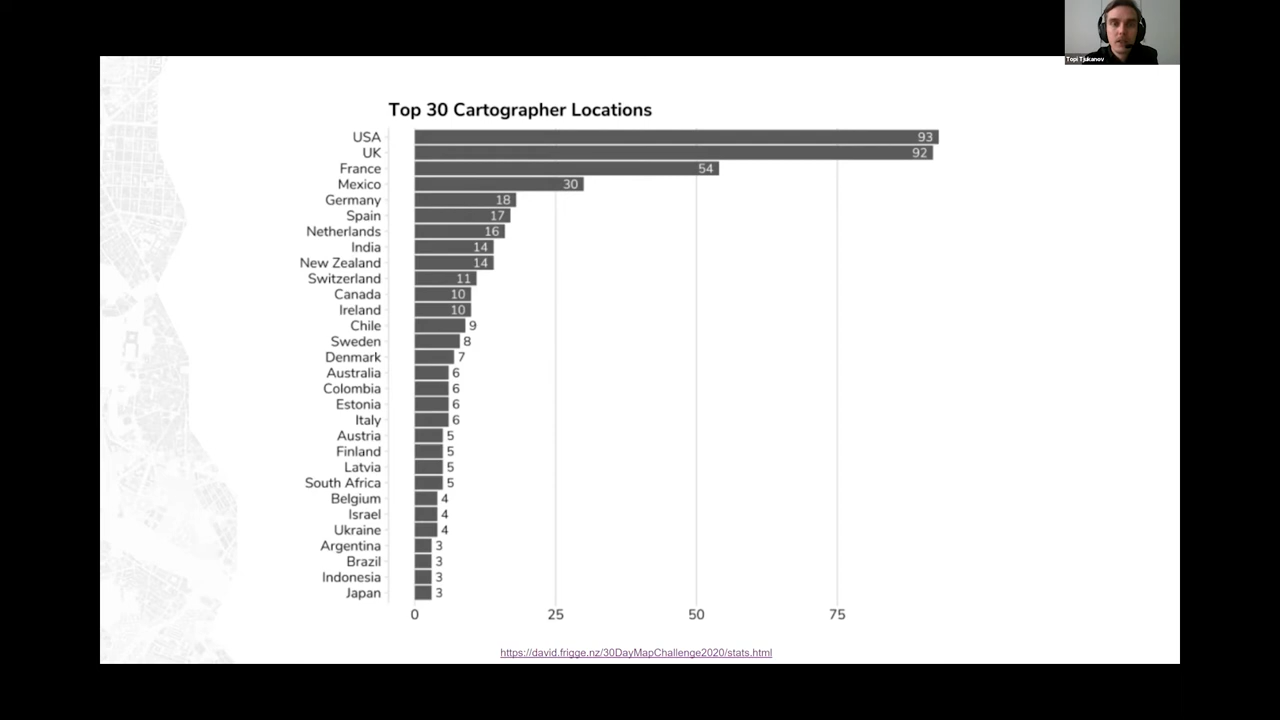 Topi Tjukanov
Top 30 Cartographer Locations
USA 93
UK 92
France 54
Mexico 30
Germany 18
Spain 17
Netherlands 16
India 14
New Zealand 14
Switzerland 11
Canada 10
Ireland 10
Chile 9
Sweden 8
Denmark 7
Australia 6
Colombia 6
Estonia 6
Italy 6
Austria 5
Finland 5
Latvia 5
South Africa 5
Belgium 4
Israel 4
Ukraine 4
Argentina 3
Brazil 3
Indonesia 3
Japan 3
0 25 50 75
https://david.frigge.nz/30DayMapChallenge2020/stats.html